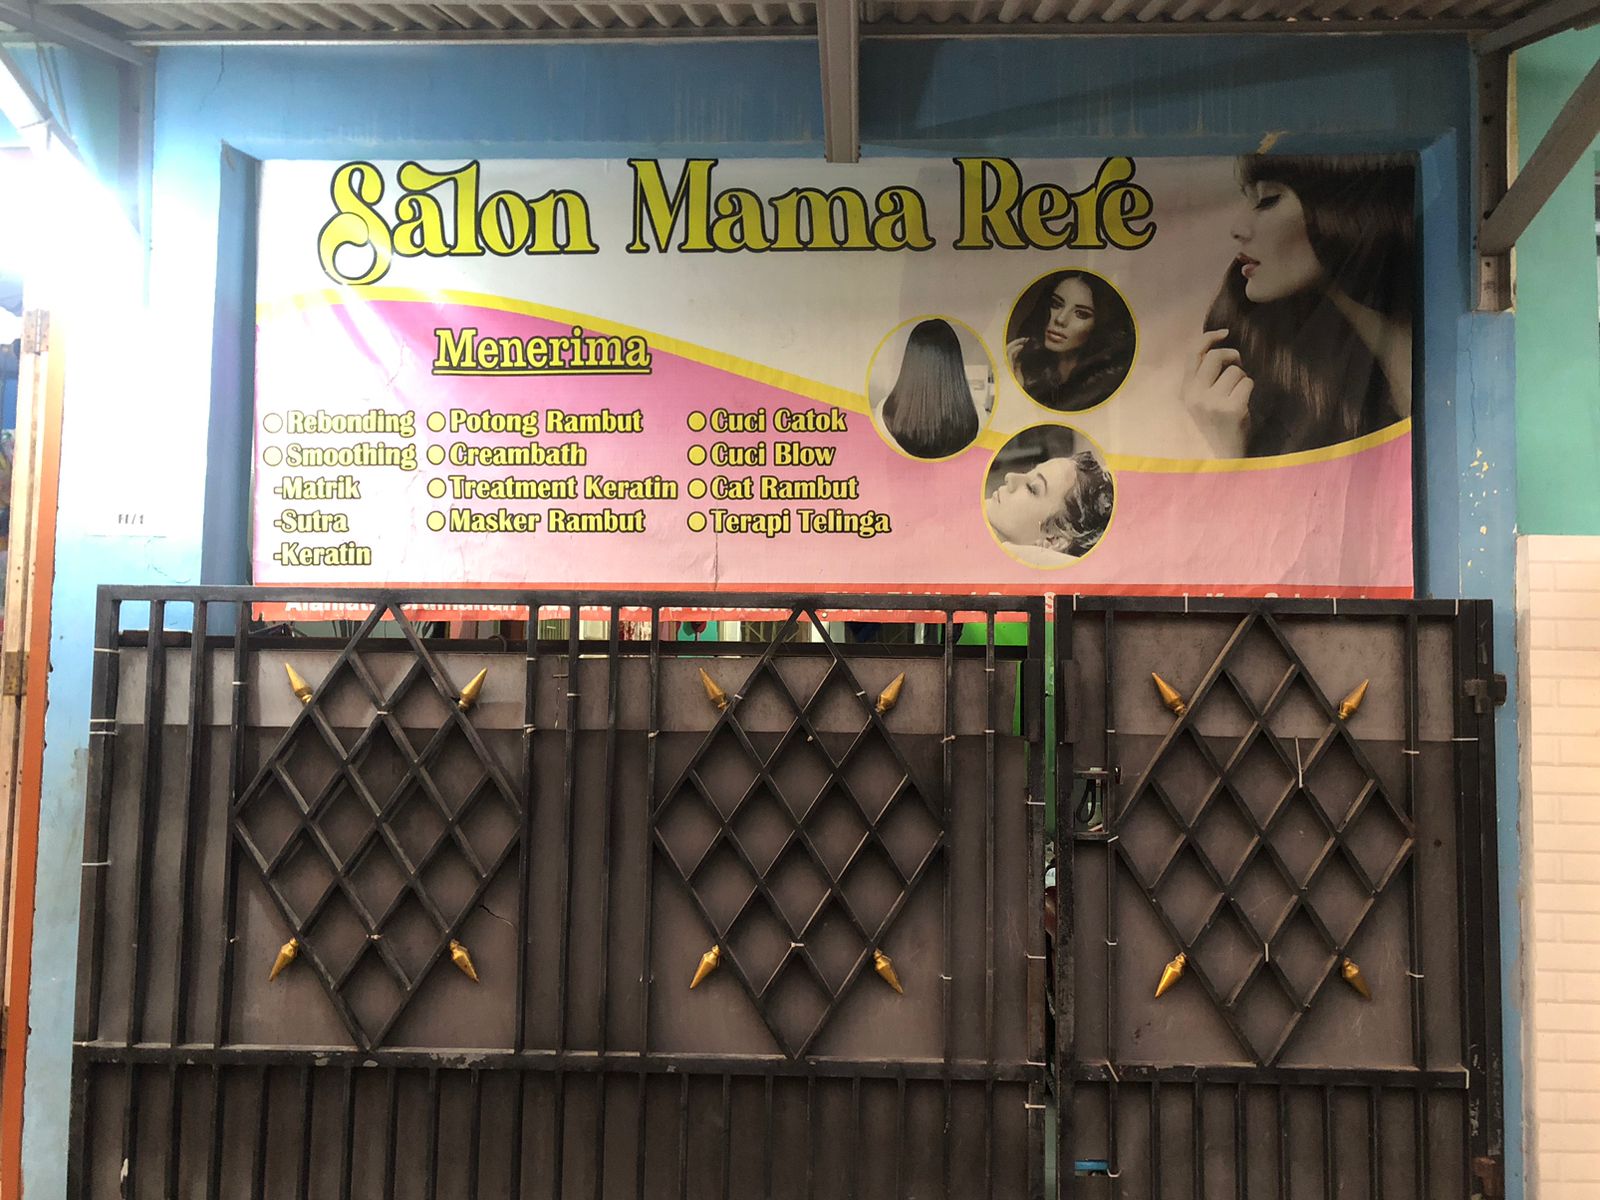 Salon Mama Rere
Menerima
Rebonding
Smoothing
-Matrik
-Sutra
-Keratin
Potong Rambut
Creambath
Treatment Keratin
Masker Rambut
Cuci Catok
Cuci Blow
Cat Rambut
Terapi Telinga